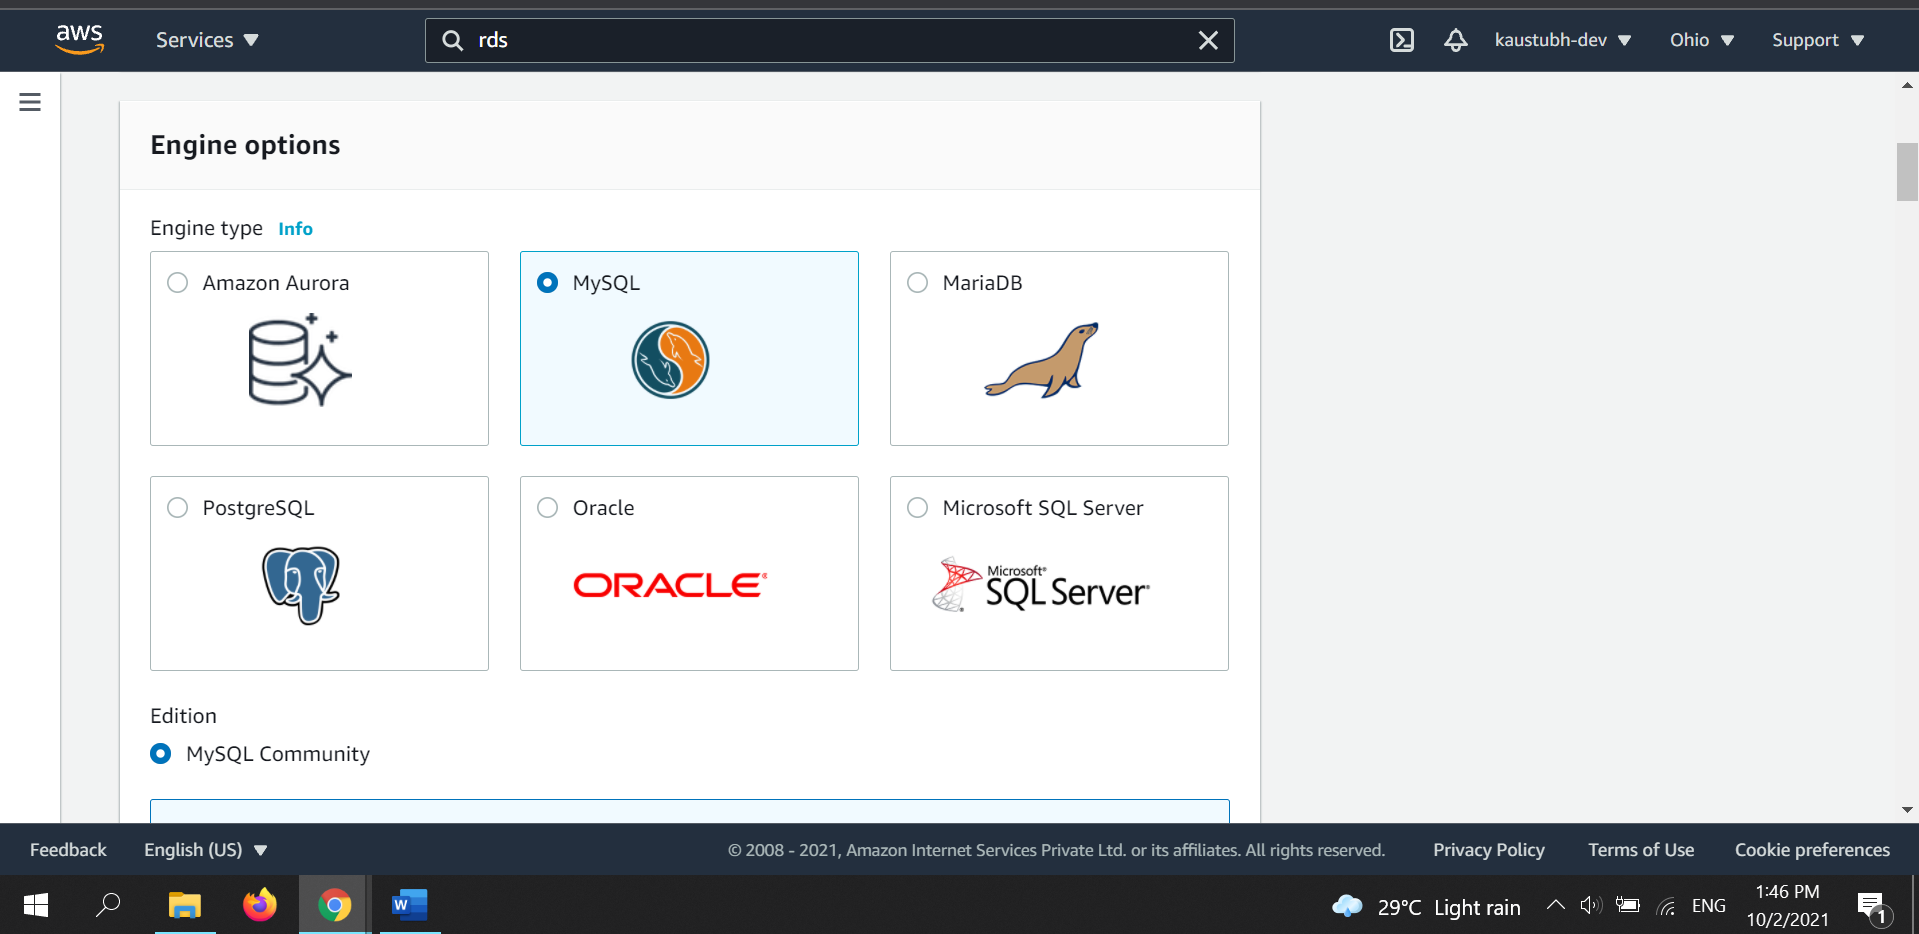 aws Services rds kaustubh-dev Ohio Support
Engine options
Engine type Info
Amazon Aurora
MySQL
MariaDB
PostgreSQL
Oracle
Microsoft SQL Server
ORACLE®
Microsoft®
SQL Server®
Edition
MySQL Community
Feedback English (US) © 2008 - 2021, Amazon Internet Services Private Ltd. or its affiliates. All rights reserved. Privacy Policy Terms of Use Cookie preferences
W 29°C Light rain ENG 1:46 PM
10/2/2021
1